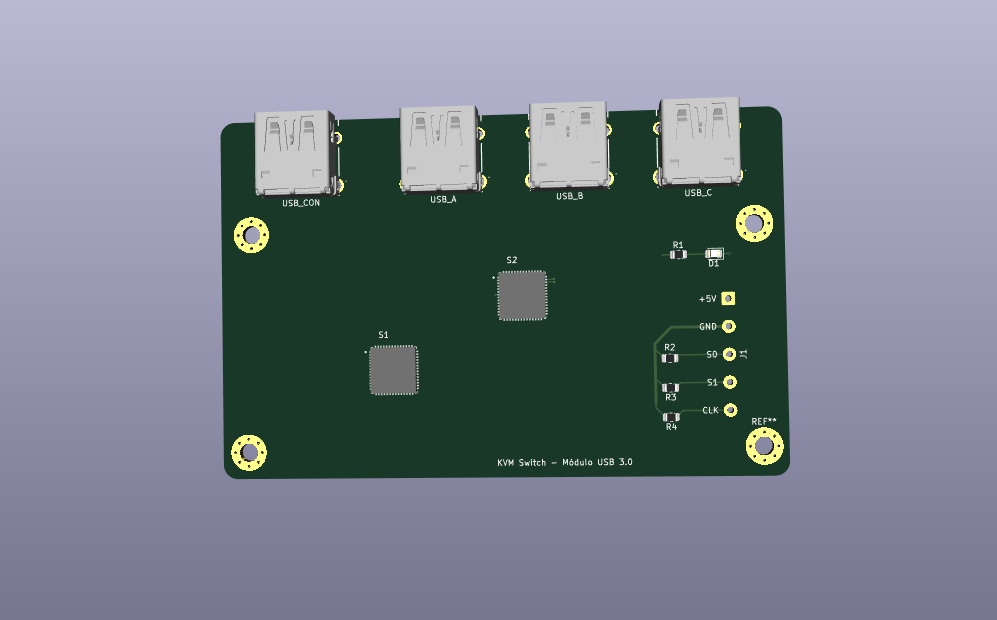 USB_CON
USB_A
USB_B
USB_C
R1
D1
S2
+5V
GND
S1
R2
S0
J1
S1
R3
CLK
R4
REF**
KVM Switch – Módulo USB 3.0